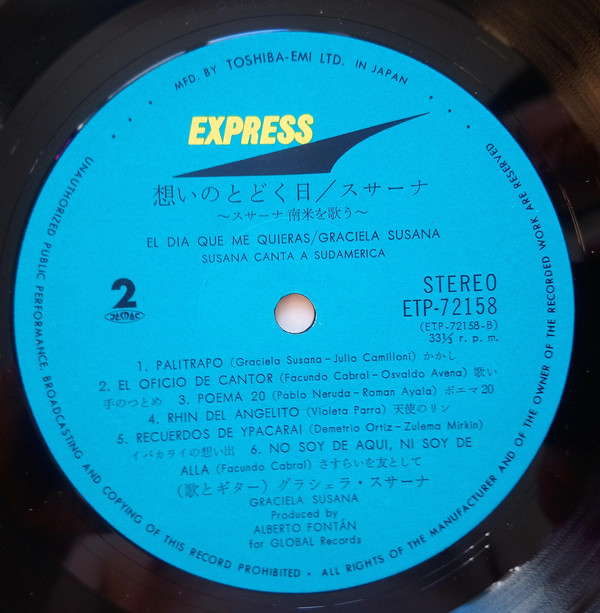 MFD. BY TOSHIBA-EMI LTD. IN JAPAN
EXPRESS
想いのとどく日/スサーナ
〜スサーナ南米を歌う〜
EL DIA QUE ME QUIERAS/GRACIELA SUSANA
SUSANA CANTA A SUDAMERICA
2
JASRAC
STEREO
ETP-72158
(ETP-72158-B)
33⅓ r. p. m.
1. PALITRAPO (Graciela Susana-Julio Camilloni) かかし
2. EL OFICIO DE CANTOR (Facundo Cabral-Osvaldo Avena) 歌い
手のつとめ 3. POEMA 20 (Pablo Neruda-Roman Ayala) ポエマ20
4. RHIN DEL ANGELITO (Violeta Parra) 天使のリン
5. RECUERDOS DE YPACARAI (Demetrio Ortiz-Zulema Mirkin)
イパカライの想い出 6. NO SOY DE AQUI, NI SOY DE
ALLA (Facundo Cabral) さすらいを友として
(歌とギター) グラシェラ・スサーナ
GRACIELA SUSANA
Produced by
ALBERTO FONTÁN
for GLOBAL Records
UNAUTHORIZED PUBLIC PERFORMANCE, BROADCASTING AND COPYING OF THIS RECORD PROHIBITED · ALL RIGHTS OF THE MANUFACTURER AND OF THE OWNER OF THE RECORDED WORK ARE RESERVED